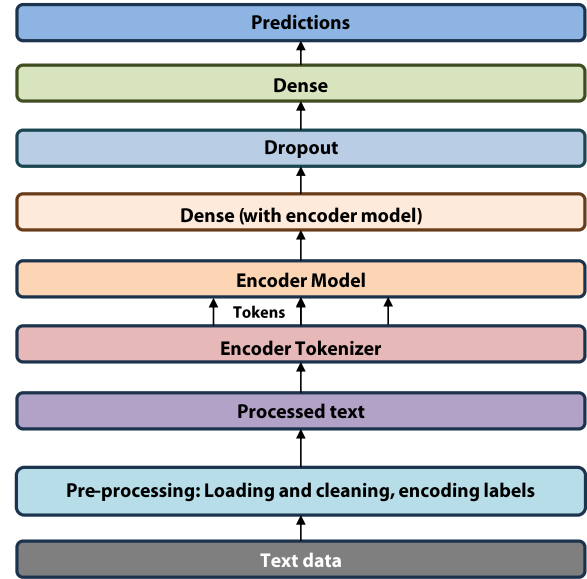 Predictions
Dense
Dropout
Dense (with encoder model)
Encoder Model
Tokens
Encoder Tokenizer
Processed text
Pre-processing: Loading and cleaning, encoding labels
Text data